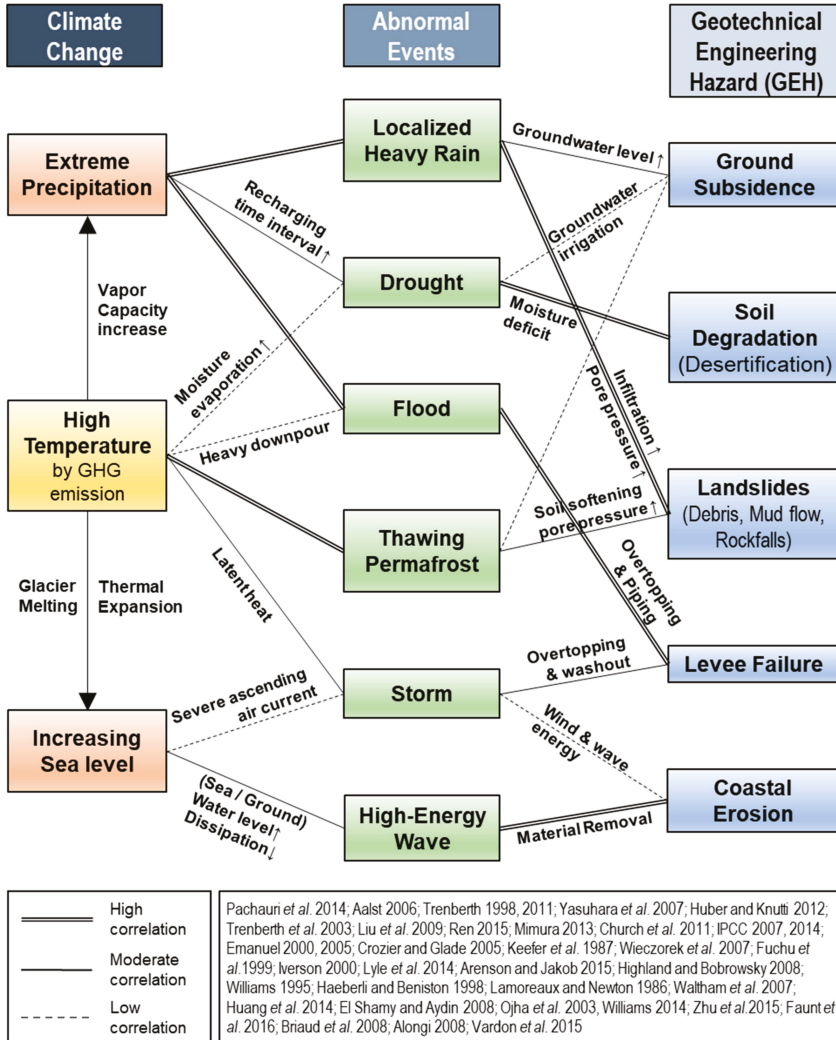 Climate
Change
Abnormal
Events
Geotechnical
Engineering
Hazard (GEH)
Extreme
Precipitation
Localized
Heavy Rain
Groundwater level ↑
Ground
Subsidence
Recharging
time interval ↑
Groundwater
irrigation
Vapor
Capacity
increase
Drought
Moisture
deficit
Soil
Degradation
(Desertification)
Moisture
evaporation ↑
High
Temperature
by GHG
emission
Heavy downpour
Flood
Infiltration ↑
Pore pressure ↑
Thawing
Permafrost
Soil softening
pore pressure ↑
Landslides
(Debris, Mud flow,
Rockfalls)
Glacier
Melting
Thermal
Expansion
Latent heat
Overtopping
& Piping
Severe ascending
air current
Storm
Overtopping
& washout
Levee Failure
Wind & wave
energy
Increasing
Sea level
(Sea / Ground)
Water level↑
Dissipation↓
High-Energy
Wave
Material Removal
Coastal
Erosion
High
correlation
Moderate
correlation
Low
correlation
Pachauri et al. 2014; Aalst 2006; Trenberth 1998, 2011; Yasuhara et al. 2007; Huber and Knutti 2012;
Trenberth et al. 2003; Liu et al. 2009; Ren 2015; Mimura 2013; Church et al. 2011; IPCC 2007, 2014;
Emanuel 2000, 2005; Crozier and Glade 2005; Keefer et al. 1987; Wieczorek et al. 2007; Fuchu et
al.1999; Iverson 2000; Lyle et al. 2014; Arenson and Jakob 2015; Highland and Bobrowsky 2008;
Williams 1995; Haeberli and Beniston 1998; Lamoreaux and Newton 1986; Waltham et al. 2007;
Huang et al. 2014; El Shamy and Aydin 2008; Ojha et al. 2003, Williams 2014; Zhu et al.2015; Faunt et
al. 2016; Briaud et al. 2008; Alongi 2008; Vardon et al. 2015